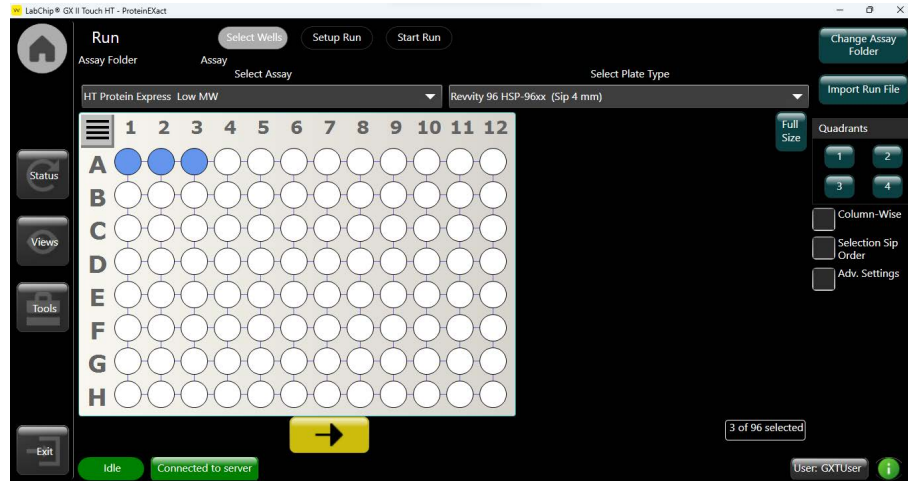 LabChip® GX II Touch HT - ProteinEXact
Run
Select Wells
Setup Run
Start Run
Change Assay
Folder
Assay Folder
Assay
Select Assay
Select Plate Type
HT Protein Express Low MW
Revvity 96 HSP-96xx (Sip 4 mm)
Import Run File
1 2 3 4 5 6 7 8 9 10 11 12
Full
Size
Quadrants
A
1
2
Status
B
3
4
C
Column-Wise
Views
Selection Sip
Order
D
Adv. Settings
E
Tools
F
G
H
3 of 96 selected
Exit
Idle
Connected to server
User: GXTUser
i